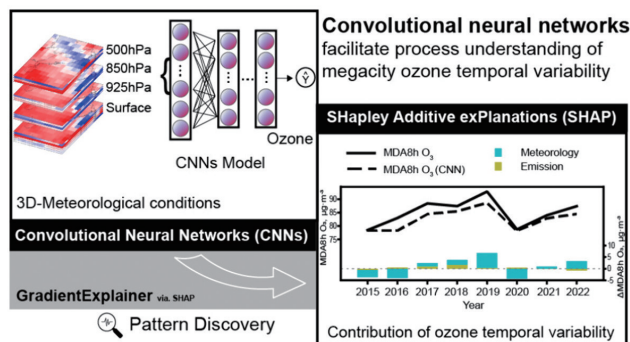 500hPa
850hPa
925hPa
Surface
Ozone
CNNs Model
3D-Meteorological conditions
Convolutional Neural Networks (CNNs)
GradientExplainer via. SHAP
Pattern Discovery
Convolutional neural networks
facilitate process understanding of
megacity ozone temporal variability
SHapley Additive exPlanations (SHAP)
MDA8h O₃
MDA8h O₃ (CNN)
Meteorology
Emission
MDA8h O₃, μg·m⁻³
90
85
80
75
10
5
0
-5
ΔMDA8h O₃, μg·m⁻³
2015 2016 2017 2018 2019 2020 2021 2022
Year
Contribution of ozone temporal variability